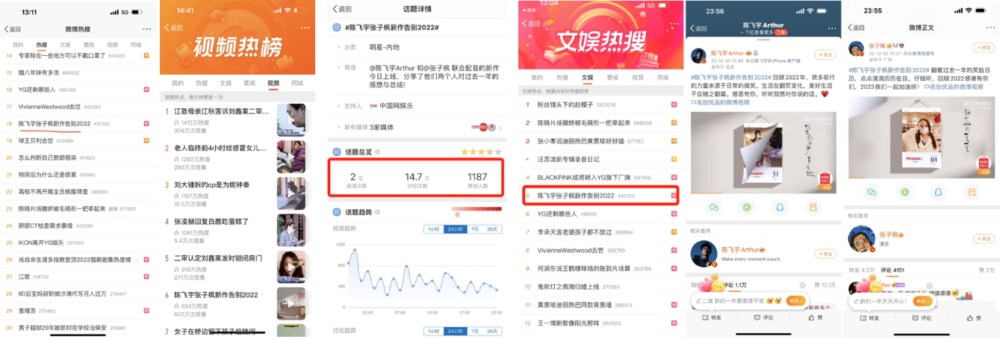 13:11
5G
返回
微博热搜
我的 热搜 文娱 要闻 视频 同城
14 专家称在一些地方可以不戴口罩了 514429
15 腊八年味有多浓 484522
16
17 VivienneWestwood去世 442280
18 陈飞宇张子枫新作告别2022 431700
19 球王贝利去世 422568
20 怎么判断自己肺部感染 417825
21 转阴后为什么还是很累 415990
22 高校不再开展全员核酸筛查 385800
23 陈晓片场撒娇被毛晓彤一把牵起来 剧集 377993
24 肺部CT检查需求暴增 345299
25 iKON离开YG娱乐 337593
26 肖战余生请多指教登顶2022猫眼剧集热度榜 ...
27 江歌 318730
28 80后宝妈辞职做沙滩代写月入过万 276467
29 查理苏 270482
30 男子越狱29年被抓时在学校当保安 255861
14:41
返回
视频热榜
我的 热搜 文娱 要闻 视频 同城
视频热点，每分钟更新一次
1 江歌母亲江秋莲诉刘鑫案二审...
1412万热度
306万观看
2 老人临终前4小时给感冒女儿...
1283万热度
290万次观看
3 刘大锤拆的cp是为妮钟秦
1167万热度
10.5万次观看
4 张凌赫回复白鹿吃蛋糕了
1061万热度
5.4万次观看
5 二审认定刘鑫案发时锁闭房门
919万热度
271万次观看
6 陈飞宇张子枫新作告别2022
834万热度
602万次观看
7 女子在桥边留下孩子后跳河
返回
话题详情
#陈飞宇张子枫新作告别2022#
分类 明星-内地
导语 @陈飞宇Arthur 和@张子枫 联合配音的新作
今日上线，分享了他们两个人对过去一年的
感想与总结!
主持人 中国网娱乐
发布媒体 3家媒体
话题总览
2 亿 14.7 万 1187
阅读次数 讨论次数 原创人数
话题趋势
阅读趋势 1小时 24小时 7天 30天
1200
800
400
0
02:00 07:00 12:00 17:00 22:00
讨论趋势 1小时 24小时 7天 30天
13:04
微信
5G
返回
文娱热搜
我的 热搜 文娱 要闻 视频 同城
文娱热点，按圈内实时热度排序
1 粉丝镜头下的赵樱子 1307076
2 陈晓片场撒娇被毛晓彤一把牵起来 699239
3 张小寒说迪丽热巴黄景瑜好好嗑 677157
汪苏泷新专辑录音日记
4 BLACKPINK或将转入YG旗下厂牌 597145
5 陈飞宇张子枫新作告别2022 441723
6 YG还剩哪些人 418916
7 李承天连老婆孩子都不放过 389684
8 VivienneWestwood去世 366790
9 何润东说王鹤棣球场的账到片场算 283766
10 鬼吹灯之南海归墟上线 271909
11 黄景瑜迪丽热巴同款背景墙 268313
12 王一博新歌像阳光那样 264563
23:56
返回
陈飞宇Arthur
下拉查看更多
陈飞宇Arthur
22-12-30 12:48 来自陈飞宇的iPhone客户端
发布于 北京
+关注
#陈飞宇张子枫新作告别2022# 回顾2022年，很多前行
的力量来源于日常的微笑。生活在翻页变化，美好生活
不会随之翻篇。感恩有你，听听我想对你说的话，
名创优品的微博视频
31
相关推荐
陈飞宇Arthur
Make every moment count.
+关注
评论 1.1万
赞 10.1万
二猪 新的一年要顺遂平安
转发
转发 评论 赞
23:55
返回
微博正文
张子枫
22-12-30 12:27 来自微博视频号
发布于 广东
+关注
#陈飞宇张子枫新作告别2022# 翻看过去一年的笑脸日
历，点点滴滴历历在目。仔细听，回顾2022感谢有你
们，2023我们一起加油呀！
名创优品的微博视频
01
相关推荐
张子枫
演员
+关注
转发 4.5万 评论 4151 赞 2万
新的一年天天开心！
转发
转发 评论 赞